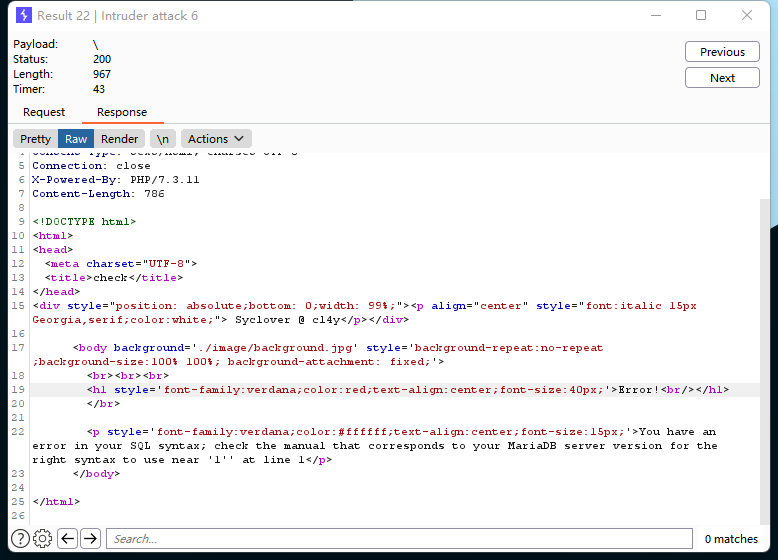 Result 22 | Intruder attack 6
Payload: \
Status: 200
Length: 967
Timer: 43
Previous
Next
Request Response
Pretty Raw Render \n Actions
5 Connection: close
6 X-Powered-By: PHP/7.3.11
7 Content-Length: 786
8
9 <!DOCTYPE html>
10 <html>
11 <head>
12 <meta charset="UTF-8">
13 <title>check</title>
14 </head>
15 <div style="position: absolute;bottom: 0;width: 99%;"><p align="center" style="font:italic 15px
Georgia,serif;color:white;"> Syclover @ cl4y</p></div>
16
17 <body background='./image/background.jpg' style='background-repeat:no-repeat
;background-size:100% 100%; background-attachment: fixed;'>
18 <br><br><br>
19 <h1 style='font-family:verdana;color:red;text-align:center;font-size:40px;'>Error!<br/></h1>
20 </br>
21
22 <p style='font-family:verdana;color:#ffffff;text-align:center;font-size:15px;'>You have an
error in your SQL syntax; check the manual that corresponds to your MariaDB server version for the
right syntax to use near '1'' at line 1</p>
23 </body>
24
25 </html>
26
Search...
0 matches